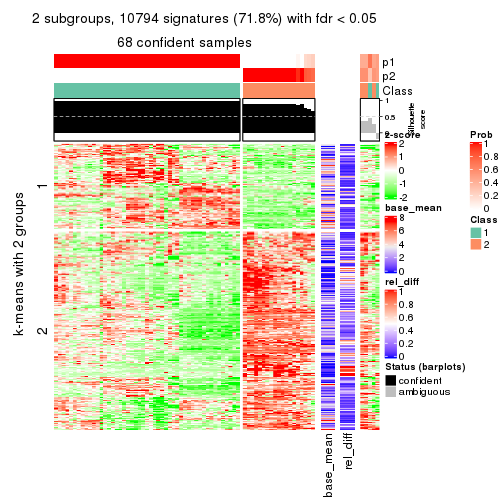 2 subgroups, 10794 signatures (71.8%) with fdr < 0.05
68 confident samples
p1
p2
Class
1
0.5
0
Silhouette
score
k-means with 2 groups
1
2
base_mean
rel_diff
z-score
2
1
0
-1
-2
base_mean
8
6
4
2
0
rel_diff
1
0.8
0.6
0.4
0.2
0
Status (barplots)
confident
ambiguous
Prob
1
0.8
0.6
0.4
0.2
0
Class
1
2